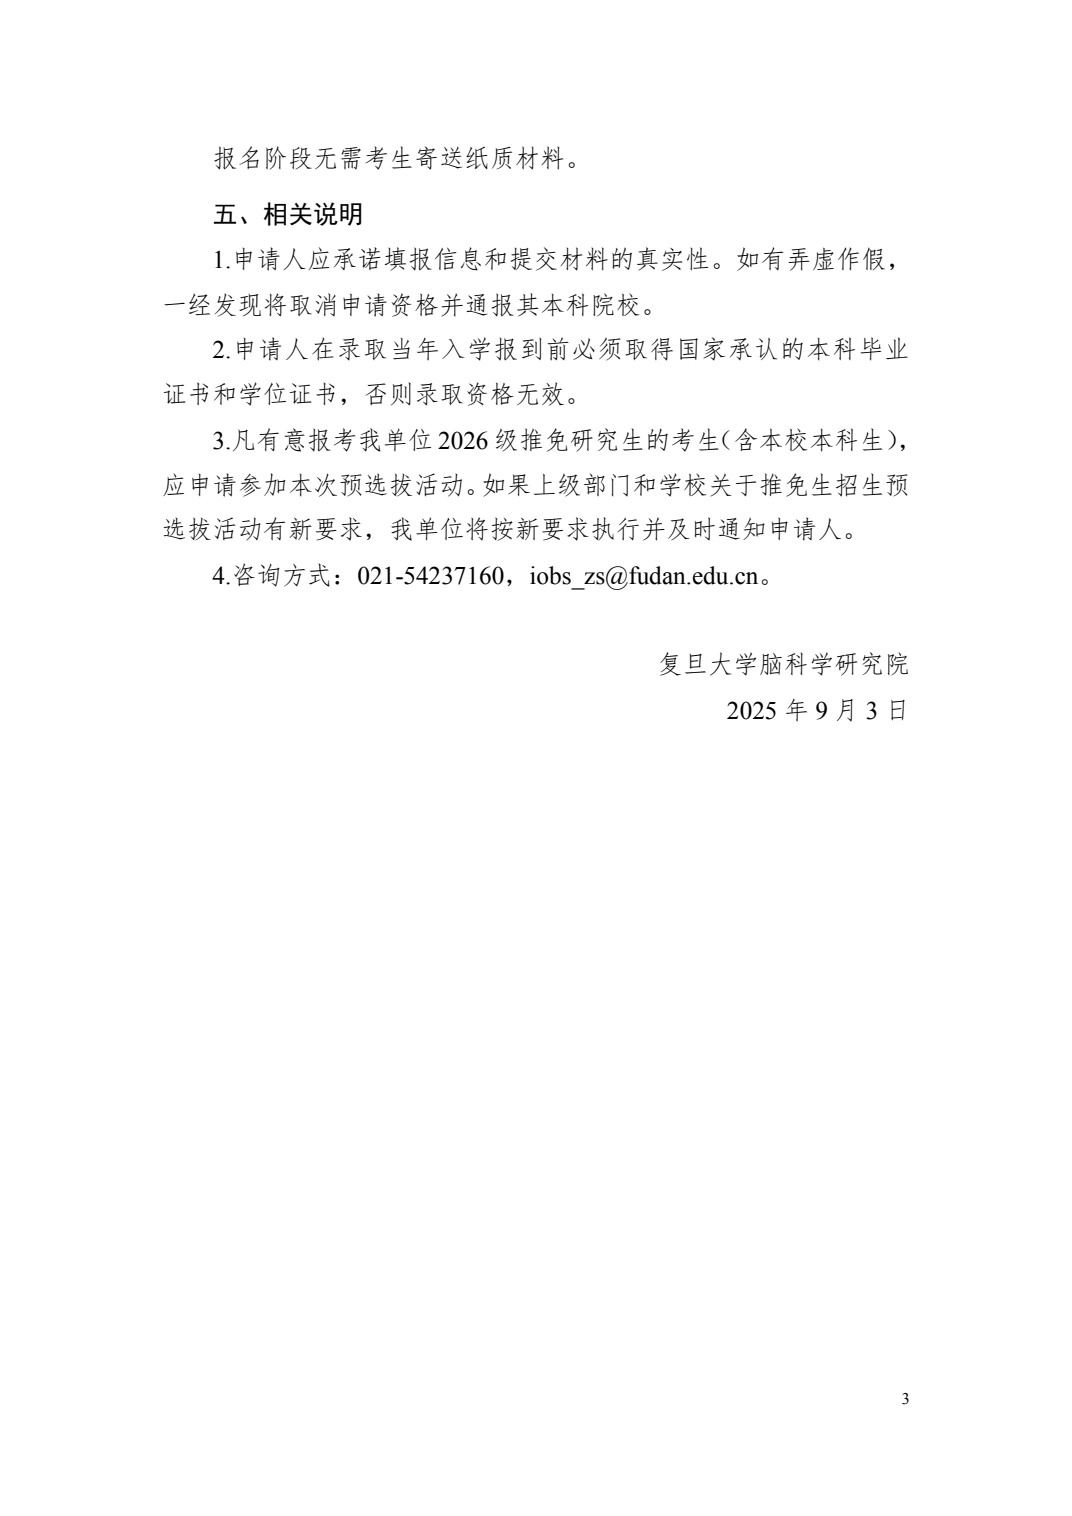 报名阶段无需考生寄送纸质材料。
五、相关说明
1.申请人应承诺填报信息和提交材料的真实性。如有弄虚作假，
一经发现将取消申请资格并通报其本科院校。
2.申请人在录取当年入学报到前必须取得国家承认的本科毕业
证书和学位证书，否则录取资格无效。
3.凡有意报考我单位 2026 级推免研究生的考生（含本校本科生），
应申请参加本次预选拔活动。如果上级部门和学校关于推免生招生预
选拔活动有新要求，我单位将按新要求执行并及时通知申请人。
4.咨询方式：021-54237160，iobs_zs@fudan.edu.cn。
复旦大学脑科学研究院
2025 年 9 月 3 日
3